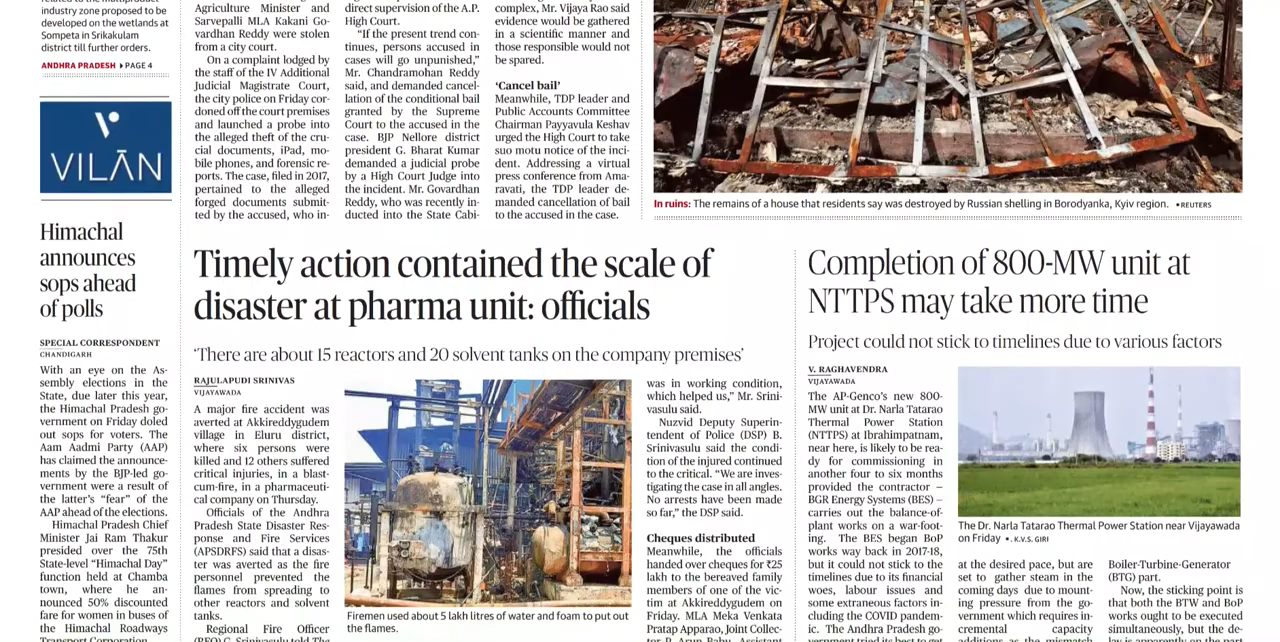 related to the multiproduct
industry zone proposed to be
developed on the wetlands at
Sompeta in Srikakulam
district till further orders.
ANDHRA PRADESH PAGE 4
VILĀN
Himachal
announces
sops ahead
of polls
SPECIAL CORRESPONDENT
CHANDIGARH
With an eye on the As-
sembly elections in the
State, due later this year,
the Himachal Pradesh go-
vernment on Friday doled
out sops for voters. The
Aam Aadmi Party (AAP)
has claimed the announce-
ments by the BJP-led go-
vernment were a result of
the latter's “fear” of the
AAP ahead of the elections.
Himachal Pradesh Chief
Minister Jai Ram Thakur
presided over the 75th
State-level “Himachal Day”
function held at Chamba
town, where he an-
nounced 50% discounted
fare for women in buses of
the Himachal Roadways
Transport Corporation
Agriculture Minister and
Sarvepalli MLA Kakani Go-
vardhan Reddy were stolen
from a city court.
On a complaint lodged by
the staff of the IV Additional
Judicial Magistrate Court,
the city police on Friday cor-
doned off the court premises
and launched a probe into
the alleged theft of the cru-
cial documents, iPad, mo-
bile phones, and forensic re-
ports. The case, filed in 2017,
pertained to the alleged
forged documents submit-
ted by the accused, who in-
direct supervision of the A.P.
High Court.
“If the present trend con-
tinues, persons accused in
cases will go unpunished,”
Mr. Chandramohan Reddy
said, and demanded cancel-
lation of the conditional bail
granted by the Supreme
Court to the accused in the
case. BJP Nellore district
president G. Bharat Kumar
demanded a judicial probe
by a High Court Judge into
the incident. Mr. Govardhan
Reddy, who was recently in-
ducted into the State Cabi-
complex, Mr. Vijaya Rao said
evidence would be gathered
in a scientific manner and
those responsible would not
be spared.
‘Cancel bail’
Meanwhile, TDP leader and
Public Accounts Committee
Chairman Payyavula Keshav
urged the High Court to take
suo motu notice of the inci-
dent. Addressing a virtual
press conference from Ama-
ravati, the TDP leader de-
manded cancellation of bail
to the accused in the case.
In ruins: The remains of a house that residents say was destroyed by Russian shelling in Borodyanka, Kyiv region. • REUTERS
Timely action contained the scale of
disaster at pharma unit: officials
‘There are about 15 reactors and 20 solvent tanks on the company premises’
RAJULAPUDI SRINIVAS
VIJAYAWADA
A major fire accident was
averted at Akkireddygudem
village in Eluru district,
where six persons were
killed and 12 others suffered
critical injuries, in a blast-
cum-fire, in a pharmaceuti-
cal company on Thursday.
Officials of the Andhra
Pradesh State Disaster Res-
ponse and Fire Services
(APSDRFS) said that a disas-
ter was averted as the fire
personnel prevented the
flames from spreading to
other reactors and solvent
tanks.
Regional Fire Officer
(RFO) G. Srinivasulu told The
Firemen used about 5 lakh litres of water and foam to put out
the flames.
was in working condition,
which helped us,” Mr. Srini-
vasulu said.
Nuzvid Deputy Superin-
tendent of Police (DSP) B.
Srinivasulu said the condi-
tion of the injured continued
to the critical. “We are inves-
tigating the case in all angles.
No arrests have been made
so far,” the DSP said.
Cheques distributed
Meanwhile, the officials
handed over cheques for ₹25
lakh to the bereaved family
members of one of the vic-
tim at Akkireddygudem on
Friday. MLA Meka Venkata
Pratap Apparao, Joint Collec-
tor P. Arun Babu, Assistant
Completion of 800-MW unit at
NTTPS may take more time
Project could not stick to timelines due to various factors
V. RAGHAVENDRA
VIJAYAWADA
The AP-Genco's new 800-
MW unit at Dr. Narla Tatarao
Thermal Power Station
(NTTPS) at Ibrahimpatnam,
near here, is likely to be rea-
dy for commissioning in
another four to six months
provided the contractor —
BGR Energy Systems (BES) —
carries out the balance-of-
plant works on a war-foot-
ing. The BES began BoP
works way back in 2017-18,
but it could not stick to the
timelines due to its financial
woes, labour issues and
some extraneous factors in-
cluding the COVID pandem-
ic. The Andhra Pradesh go-
vernment tried its best to get
The Dr. Narla Tatarao Thermal Power Station near Vijayawada
on Friday •. K.V.S. GIRI
at the desired pace, but are
set to gather steam in the
coming days due to mount-
ing pressure from the go-
vernment which requires in-
cremental capacity
additions as the mismatch
Boiler-Turbine-Generator
(BTG) part.
Now, the sticking point is
that both the BTW and BoP
works ought to be executed
simultaneously, but the de-
lay is apparently on the part